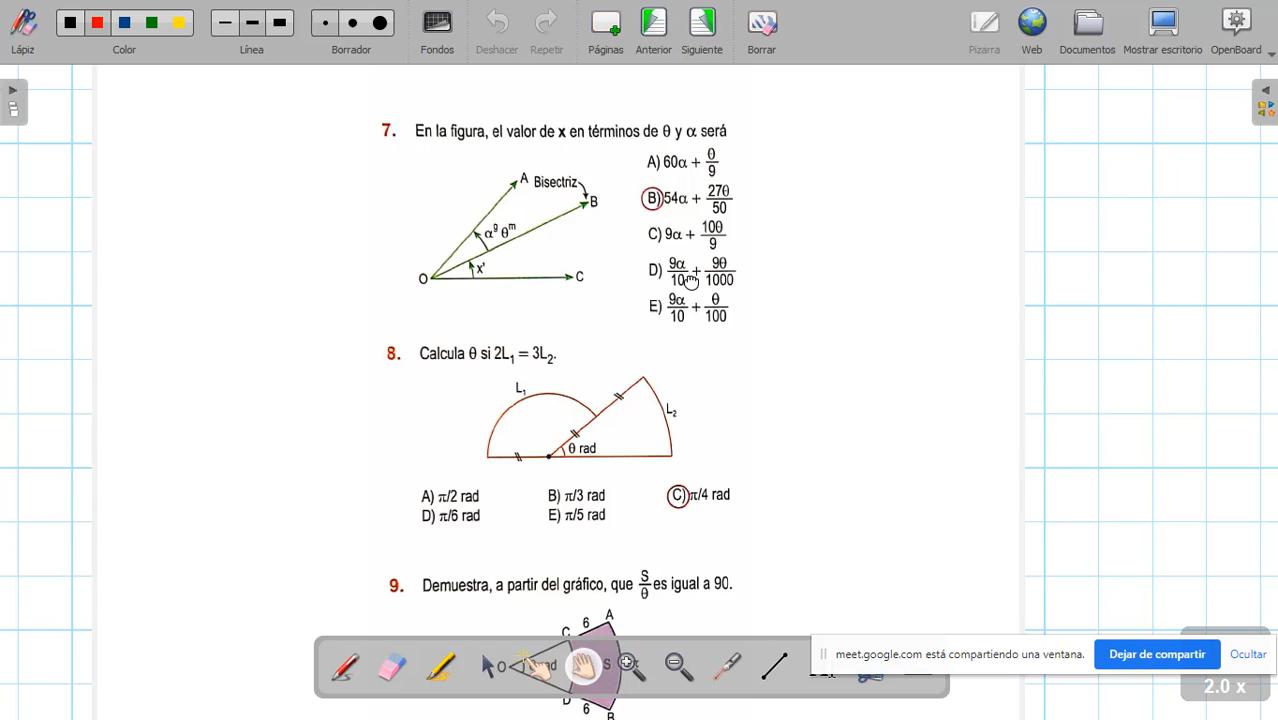 Lápiz
Color
Línea
Borrador
Fondos
Deshacer
Repetir
Páginas
Anterior
Siguiente
Borrar
Pizarra
Web
Documentos
Mostrar escritorio
OpenBoard
7. En la figura, el valor de x en términos de θ y α será
A) 60α + θ/9
B) 54α + 27θ/50
C) 9α + 10θ/9
D) 9α/10 + 9θ/1000
E) 9α/10 + θ/100
A Bisectriz
B
αᵍ θᵐ
x'
O
C
8. Calcula θ si 2L₁ = 3L₂.
L₁
L₂
θ rad
A) π/2 rad B) π/3 rad C) π/4 rad
D) π/6 rad E) π/5 rad
9. Demuestra, a partir del gráfico, que S/θ es igual a 90.
6 A
C
O
S
D
6 B
meet.google.com está compartiendo una ventana.
Dejar de compartir
Ocultar
2.0 x